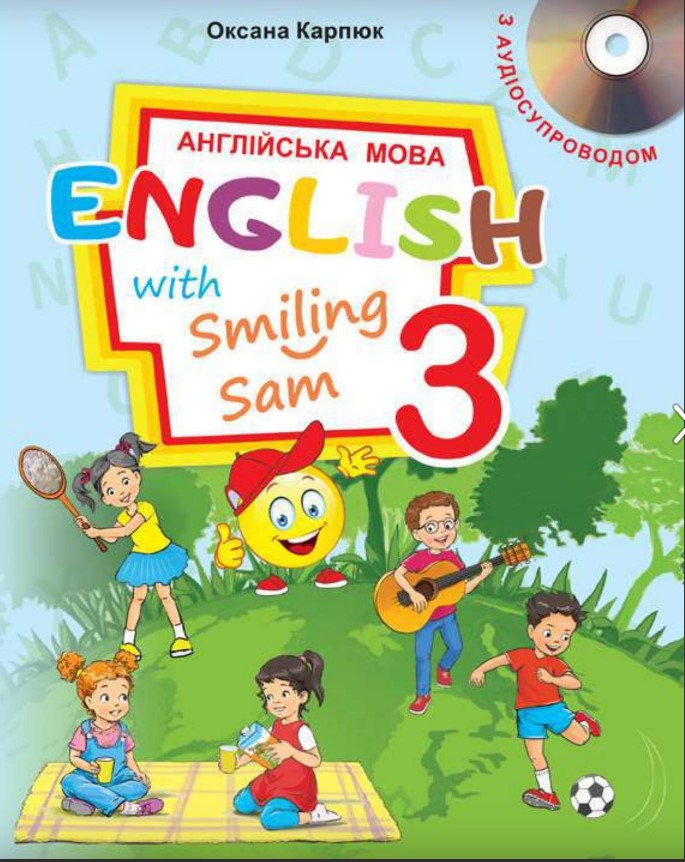 Оксана Карпюк
З АУДІОСУПРОВОДОМ
АНГЛІЙСЬКА МОВА
ENGLISH
with
Smiling
Sam
3